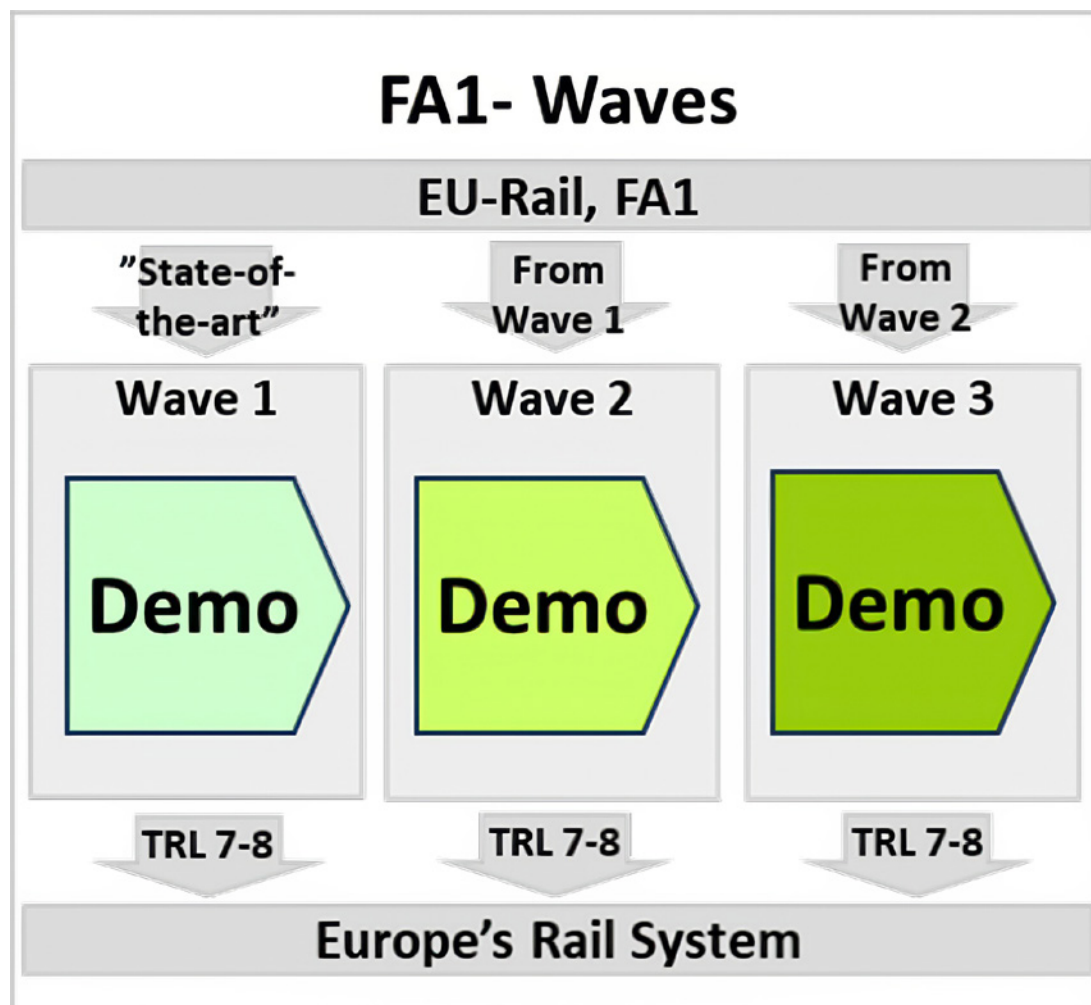 FA1- Waves
EU-Rail, FA1
”State-of-
the-art”
From
Wave 1
From
Wave 2
Wave 1
Wave 2
Wave 3
Demo
Demo
Demo
TRL 7-8
TRL 7-8
TRL 7-8
Europe’s Rail System